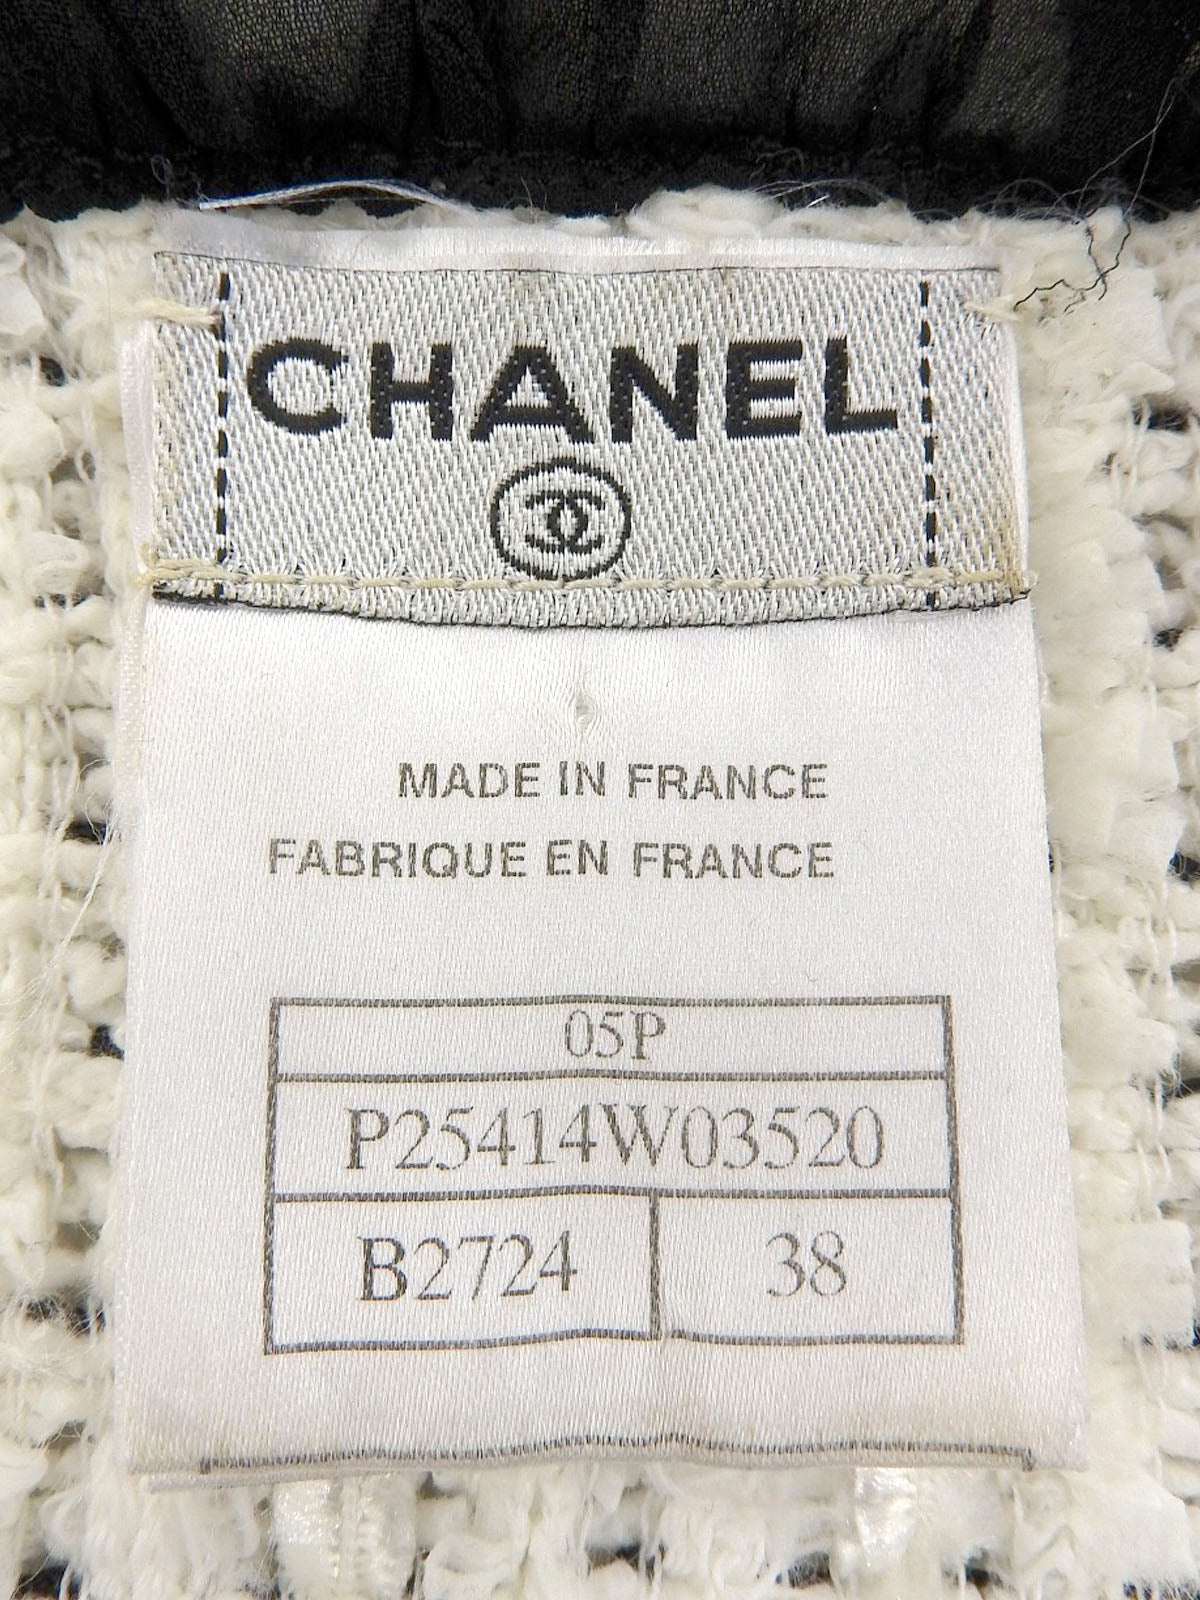 CHANEL
MADE IN FRANCE
FABRIQUE EN FRANCE
05P
P25414W03520
B2724 38